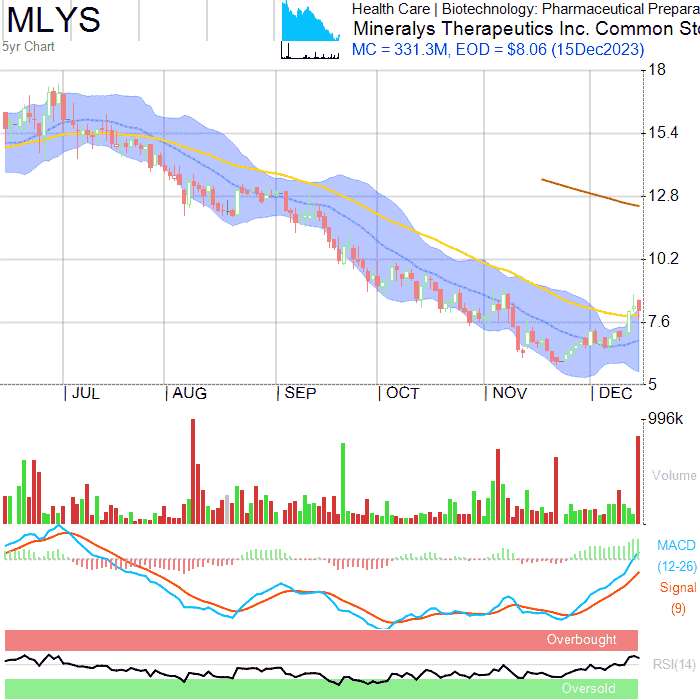 MLYS
5yr Chart
Health Care | Biotechnology: Pharmaceutical Prepara
Mineralys Therapeutics Inc. Common Sto
MC = 331.3M, EOD = $8.06 (15Dec2023)
18
15.4
12.8
10.2
7.6
5
JUL AUG SEP OCT NOV DEC
996k
Volume
MACD
(12-26)
Signal
(9)
Overbought
RSI(14)
Oversold